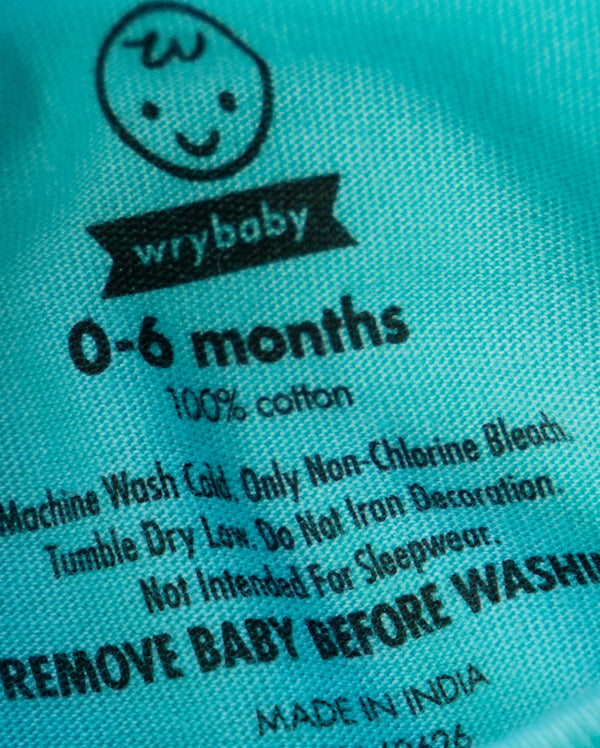 wrybaby
0-6 months
100% cotton
Machine Wash Cold. Only Non-Chlorine Bleach.
Tumble Dry Low. Do Not Iron Decoration.
Not Intended For Sleepwear.
REMOVE BABY BEFORE WASHI
MADE IN INDIA